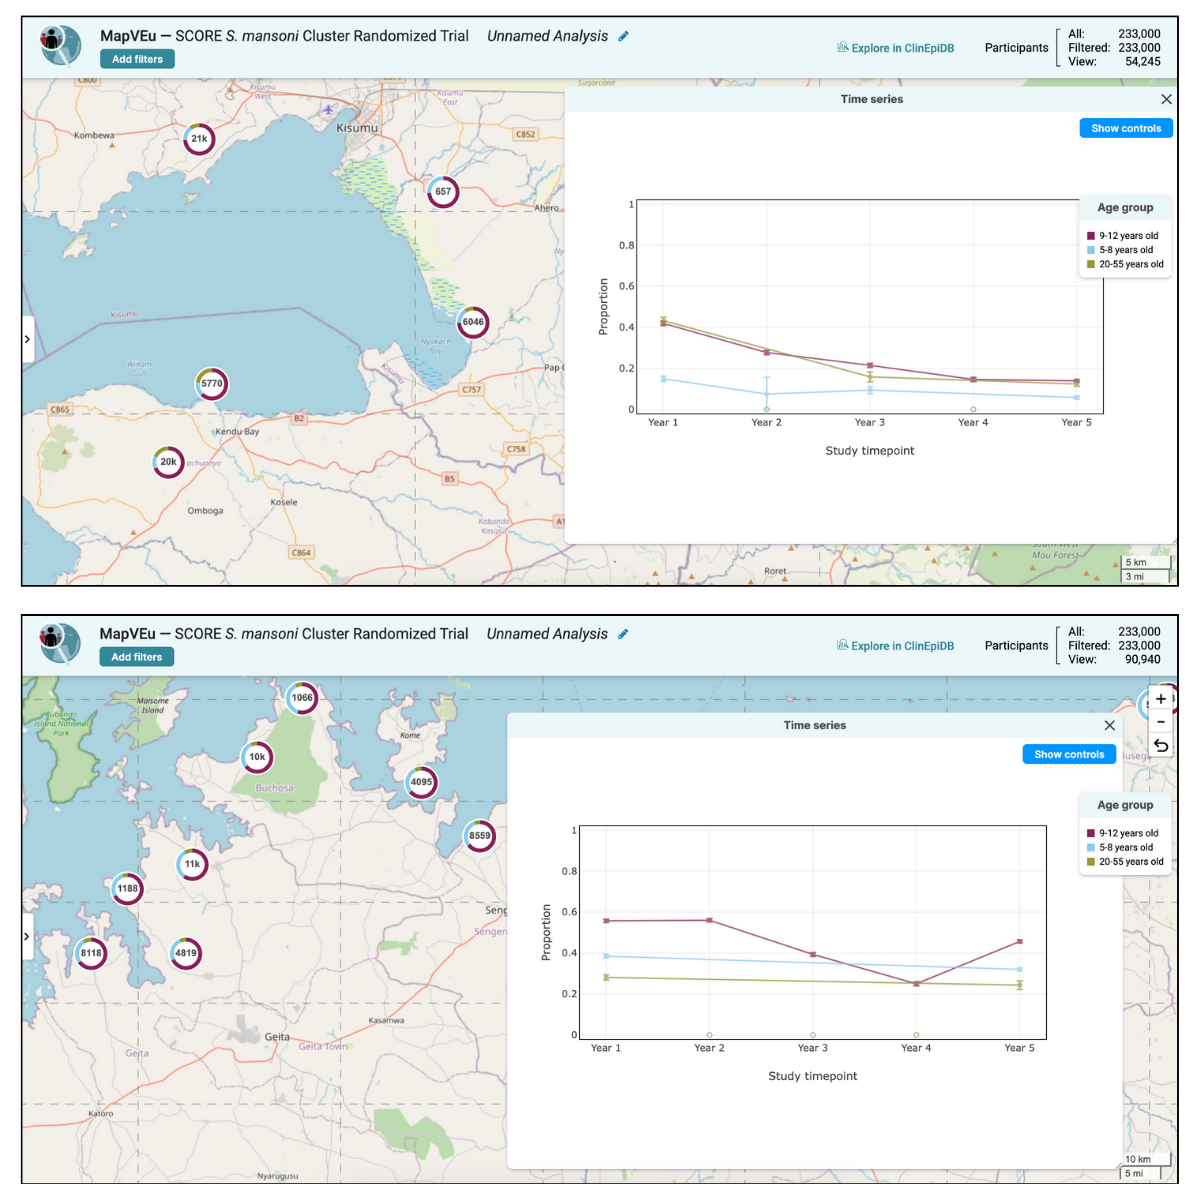 MapVEu — SCORE S. mansoni Cluster Randomized Trial Unnamed Analysis
Add filters
Explore in ClinEpiDB
Participants
All: 233,000
Filtered: 233,000
View: 54,245
C800
Kisumu
West
Kisumu
East
Sugarcane
Kombewa
21k
Kisumu
C852
657
Ahero
Kisumu
6046
Nyakach
Bay
Winam
Gulf
Kisumu
Pap
5770
C757
C865
B2
Kendu Bay
20k
achuonyo
C758
B5
Kosele
Omboga
Kabondo
Kasipul
A1
C864
Roret
South West
Mau Forest
5 km
3 mi
Time series
Show controls
Proportion
1
0.8
0.6
0.4
0.2
0
Year 1
Year 2
Year 3
Year 4
Year 5
Study timepoint
Age group
9-12 years old
5-8 years old
20-55 years old
MapVEu — SCORE S. mansoni Cluster Randomized Trial Unnamed Analysis
Add filters
Explore in ClinEpiDB
Participants
All: 233,000
Filtered: 233,000
View: 90,940
Rubondo
Island National
Park
Maisome
Island
1066
Kome
10k
Buchosa
4095
8559
11k
1188
Seng
Senger
8118
4819
Kasamwa
Geita
Geita
Geita Town
Katoro
Nyarugusu
Busega
+
−
10 km
5 mi
Time series
Show controls
Proportion
1
0.8
0.6
0.4
0.2
0
Year 1
Year 2
Year 3
Year 4
Year 5
Study timepoint
Age group
9-12 years old
5-8 years old
20-55 years old